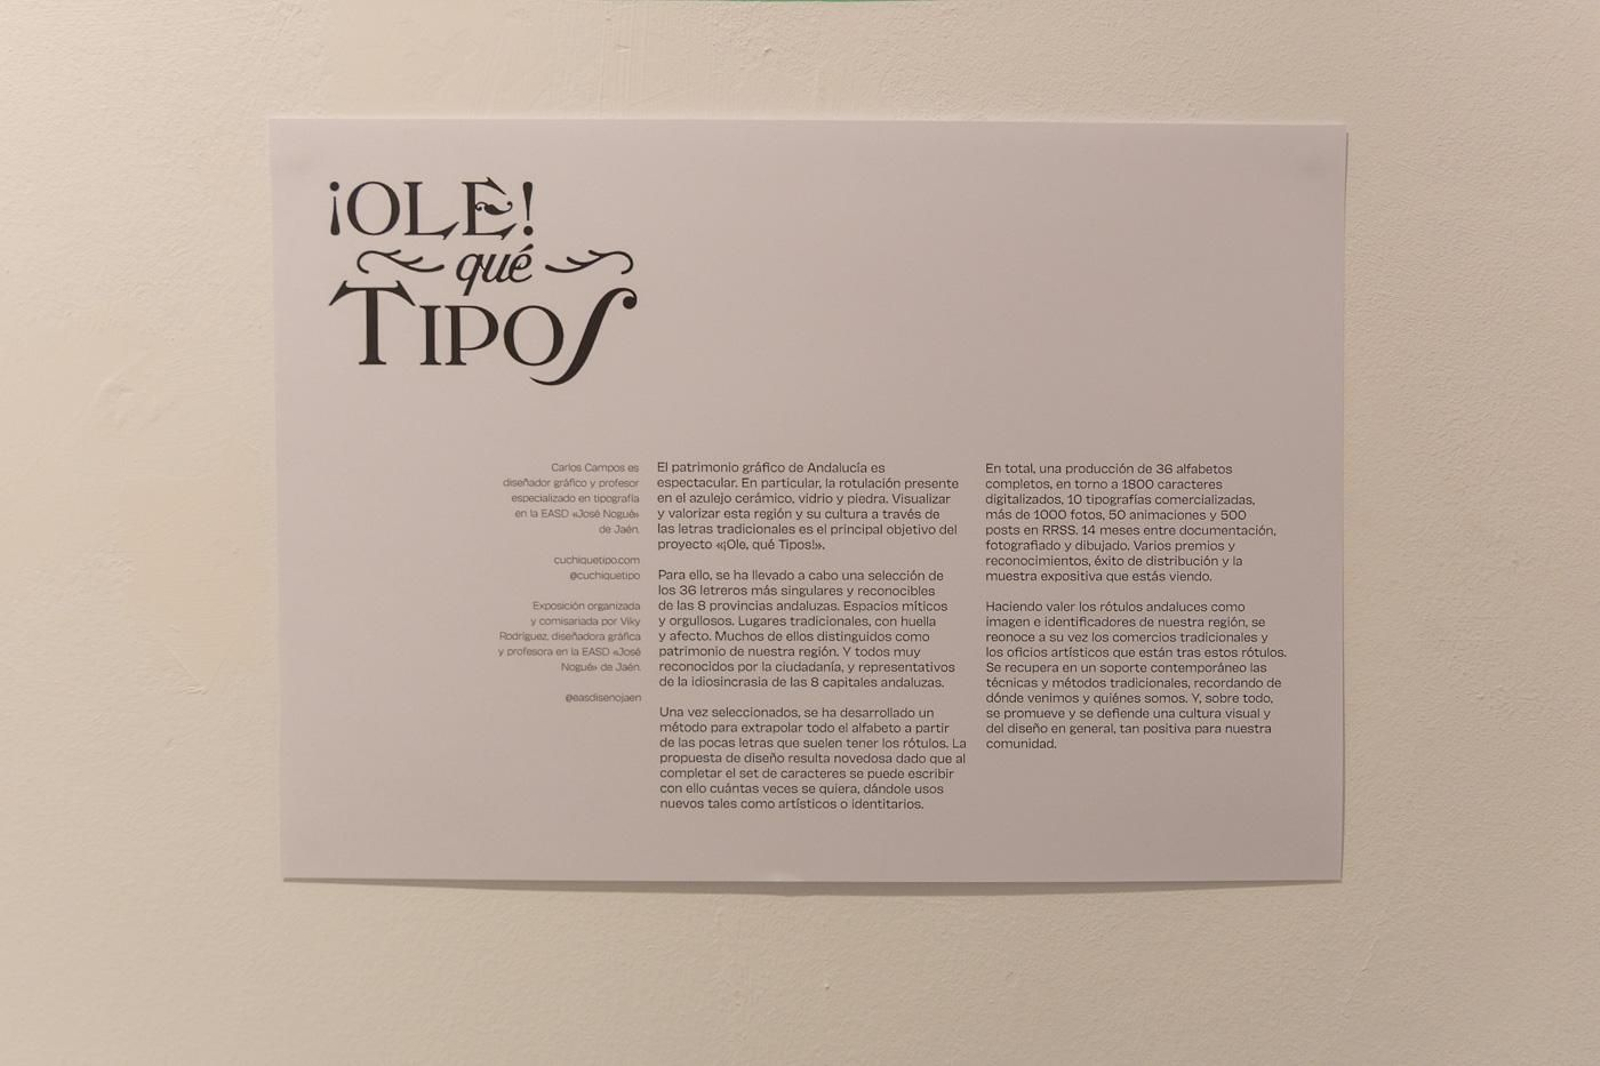 ¡OLE!
qué
TIPOS
Carlos Campos es
diseñador gráfico y profesor
especializado en tipografía
en la EASD «José Nogué»
de Jaén.
cuchiquetipo.com
@cuchiquetipo
Exposición organizada
y comisariada por Viky
Rodríguez, diseñadora gráfica
y profesora en la EASD «José
Nogué» de Jaén.
@easdisenojaen
El patrimonio gráfico de Andalucía es
espectacular. En particular, la rotulación presente
en el azulejo cerámico, vidrio y piedra. Visualizar
y valorizar esta región y su cultura a través de
las letras tradicionales es el principal objetivo del
proyecto «¡Ole, qué Tipos!».
Para ello, se ha llevado a cabo una selección de
los 36 letreros más singulares y reconocibles
de las 8 provincias andaluzas. Espacios míticos
y orgullosos. Lugares tradicionales, con huella
y afecto. Muchos de ellos distinguidos como
patrimonio de nuestra región. Y todos muy
reconocidos por la ciudadanía, y representativos
de la idiosincrasia de las 8 capitales andaluzas.
Una vez seleccionados, se ha desarrollado un
método para extrapolar todo el alfabeto a partir
de las pocas letras que suelen tener los rótulos. La
propuesta de diseño resulta novedosa dado que al
completar el set de caracteres se puede escribir
con ello cuántas veces se quiera, dándole usos
nuevos tales como artísticos o identitarios.
En total, una producción de 36 alfabetos
completos, en torno a 1800 caracteres
digitalizados, 10 tipografías comercializadas,
más de 1000 fotos, 50 animaciones y 500
posts en RRSS. 14 meses entre documentación,
fotografiado y dibujado. Varios premios y
reconocimientos, éxito de distribución y la
muestra expositiva que estás viendo.
Haciendo valer los rótulos andaluces como
imagen e identificadores de nuestra región, se
reonoce a su vez los comercios tradicionales y
los oficios artísticos que están tras estos rótulos.
Se recupera en un soporte contemporáneo las
técnicas y métodos tradicionales, recordando de
dónde venimos y quiénes somos. Y, sobre todo,
se promueve y se defiende una cultura visual y
del diseño en general, tan positiva para nuestra
comunidad.